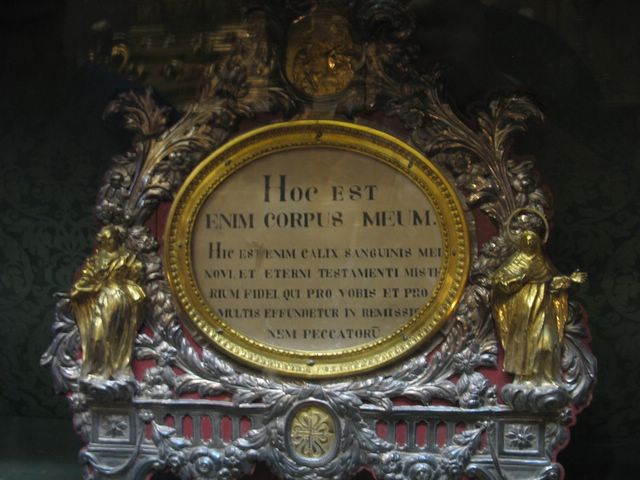 HOC EST
ENIM CORPUS MEUM.
HIC EST ENIM CALIX SANGUINIS MEI
NOVI ET ETERNI TESTAMENTI MISTE
RIUM FIDEI, QUI PRO VOBIS ET PRO
MULTIS EFFUNDETUR IN REMISSIO
NEM PECCATORŪ